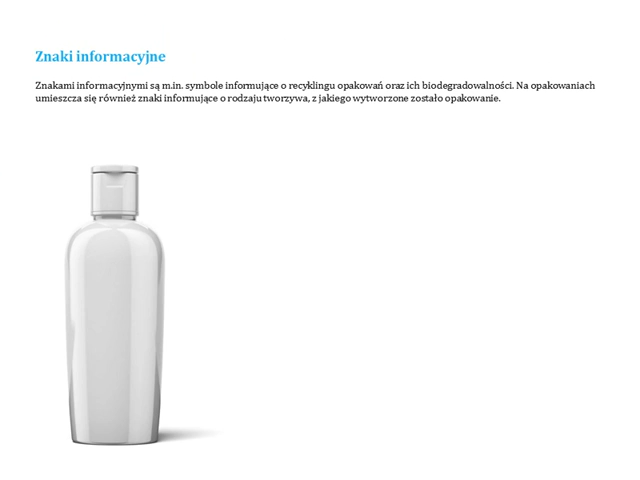 Znaki informacyjne
Znakami informacyjnymi są m.in. symbole informujące o recyklingu opakowań oraz ich biodegradowalności. Na opakowaniach
umieszcza się również znaki informujące o rodzaju tworzywa, z jakiego wytworzone zostało opakowanie.